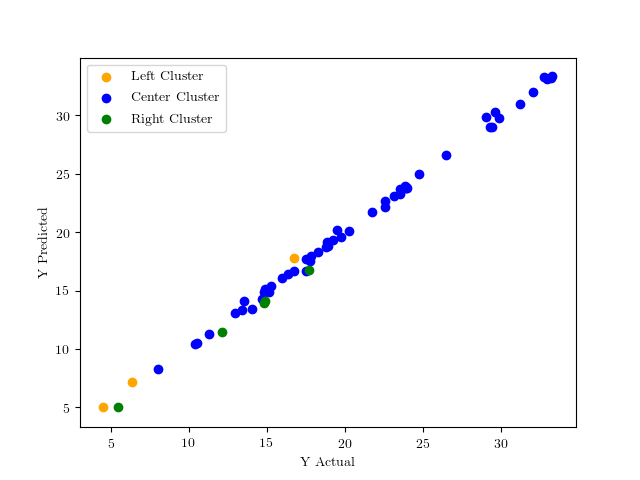 Left Cluster
Center Cluster
Right Cluster
30
25
20
15
10
5
Y Predicted
5 10 15 20 25 30
Y Actual